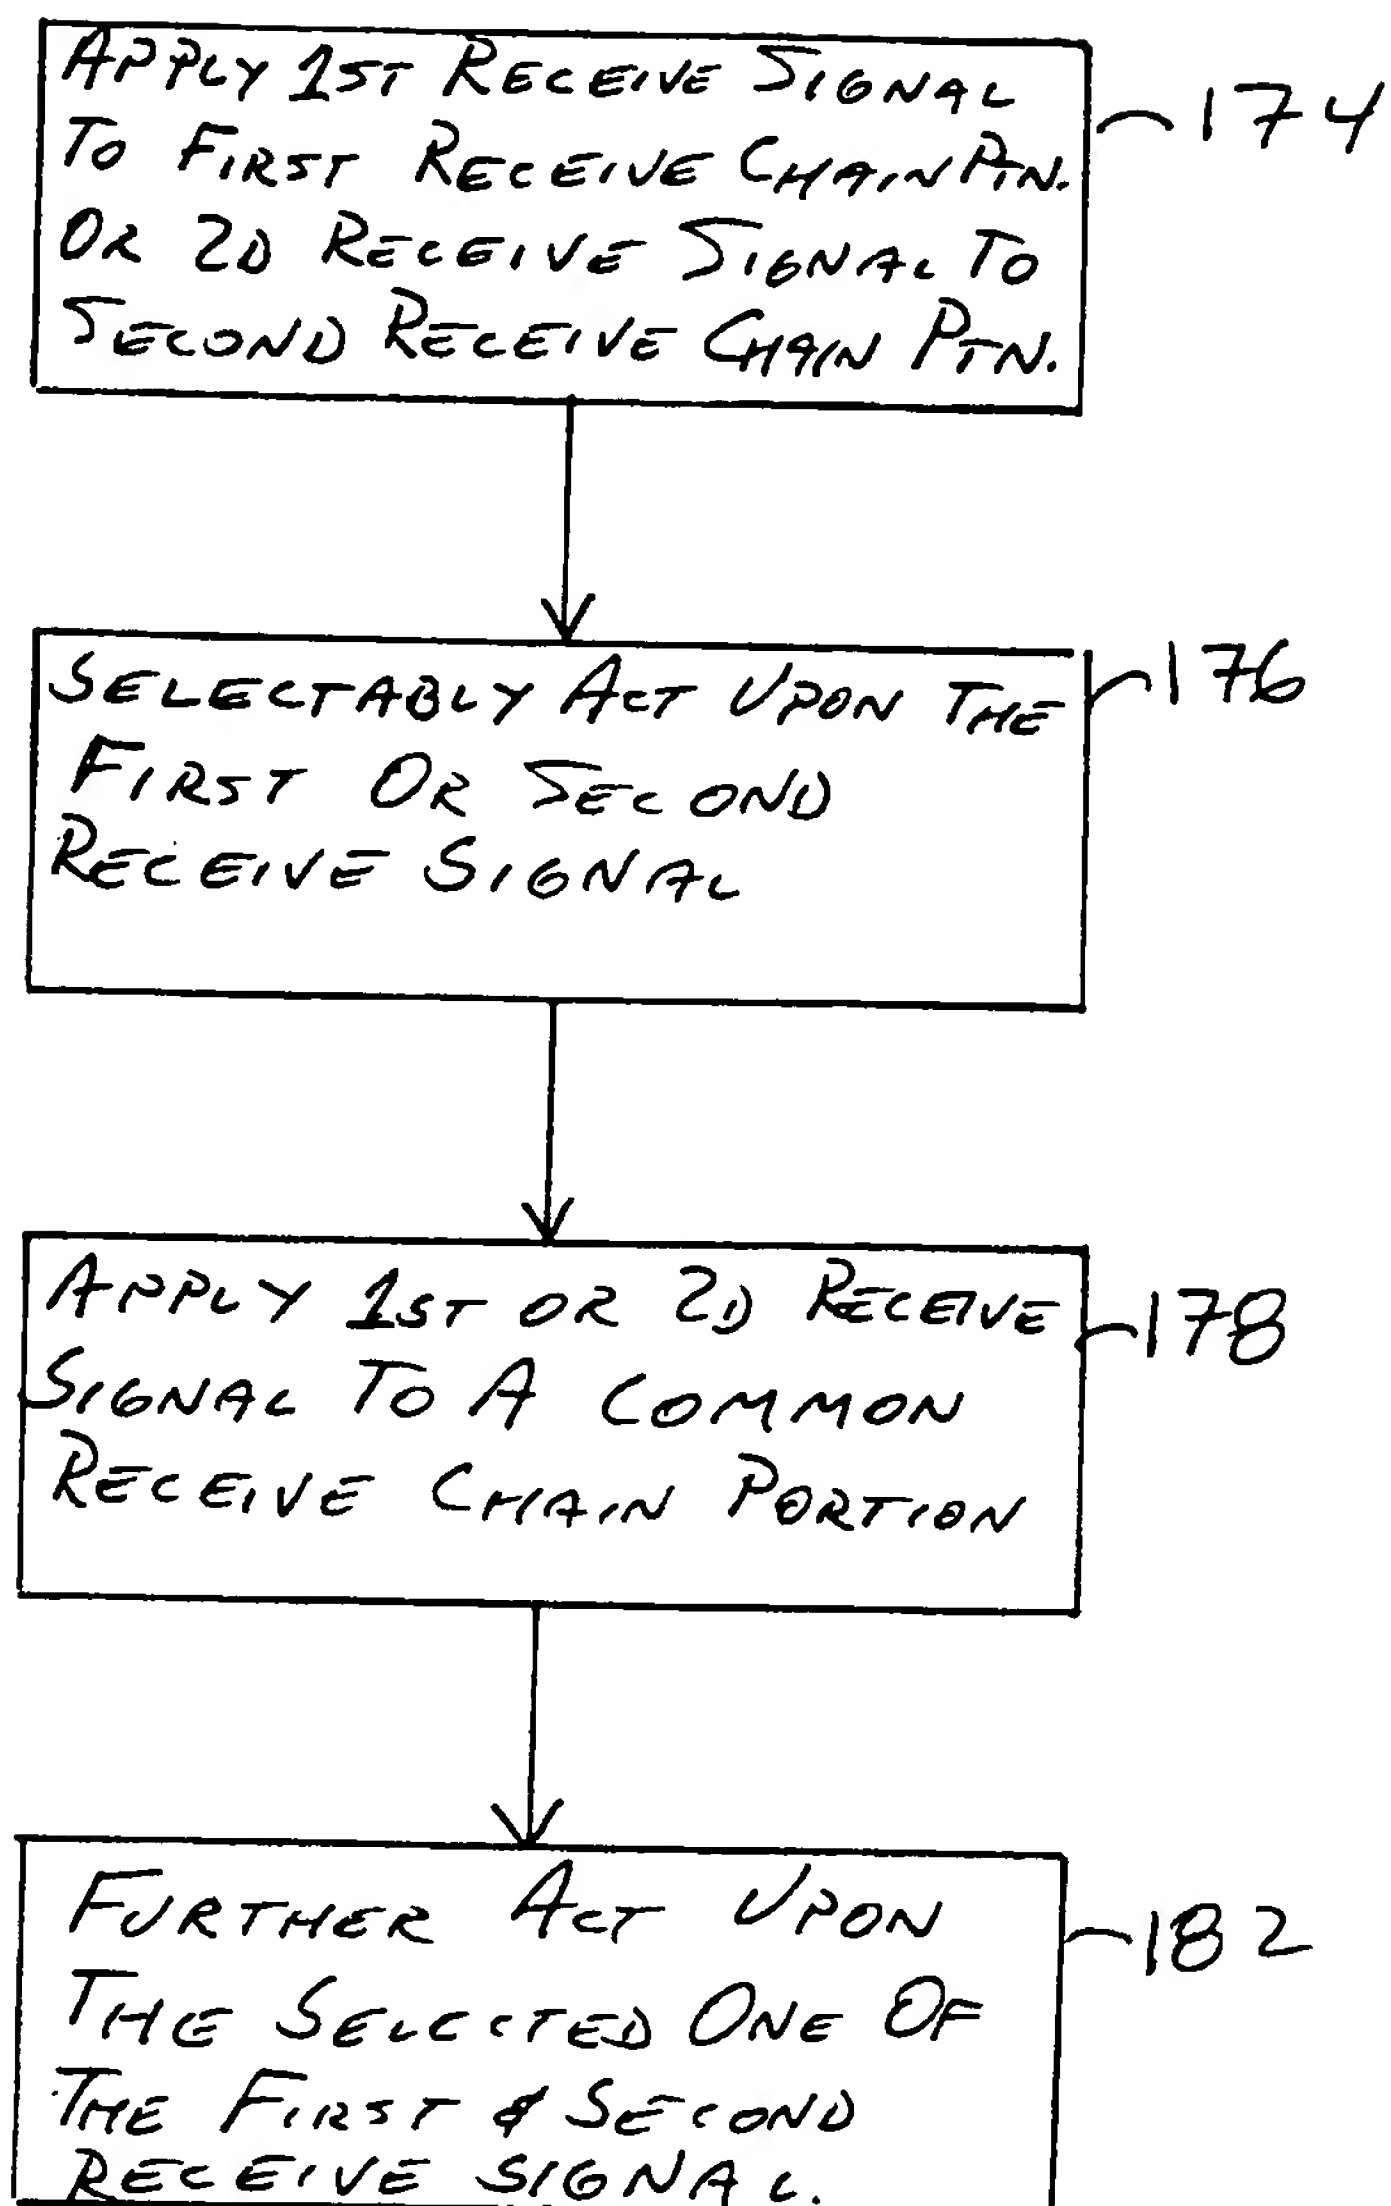 APPLY 1ST RECEIVE SIGNAL
TO FIRST RECEIVE CHAIN PTN.
OR 2D RECEIVE SIGNAL TO
SECOND RECEIVE CHAIN PTN.
174
SELECTABLY ACT UPON THE
FIRST OR SECOND
RECEIVE SIGNAL
176
APPLY 1ST OR 2D RECEIVE
SIGNAL TO A COMMON
RECEIVE CHAIN PORTION
178
FURTHER ACT UPON
THE SELECTED ONE OF
THE FIRST & SECOND
RECEIVE SIGNAL.
182